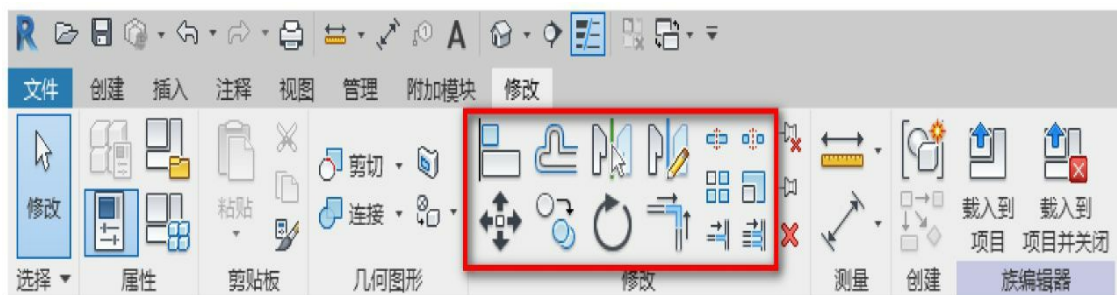 R A
文件 创建 插入 注释 视图 管理 附加模块 修改
修改 粘贴 剪切 连接 载入到项目 载入到项目并关闭
选择 属性 剪贴板 几何图形 修改 测量 创建 族编辑器